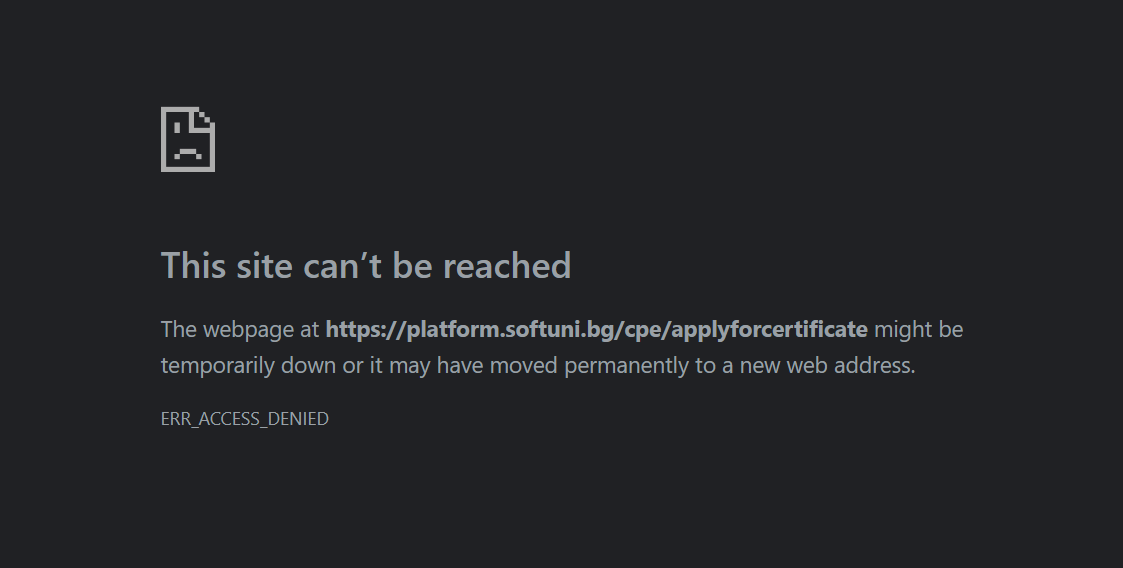 This site can’t be reached
The webpage at https://platform.softuni.bg/cpe/applyforcertificate might be
temporarily down or it may have moved permanently to a new web address.
ERR_ACCESS_DENIED